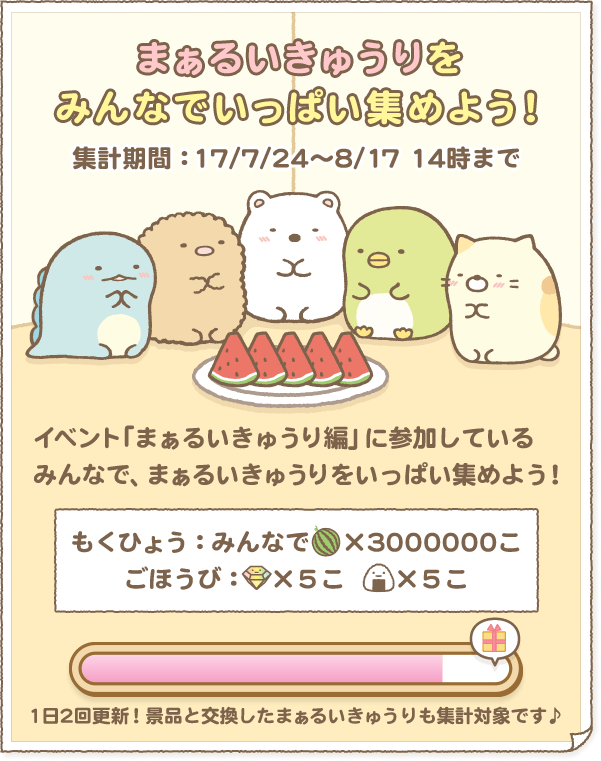 まぁるいきゅうりを
みんなでいっぱい集めよう！
集計期間：17/7/24～8/17 14時まで
イベント「まぁるいきゅうり編」に参加している
みんなで、まぁるいきゅうりをいっぱい集めよう！
もくひょう：みんなで×3000000こ
ごほうび：×５こ ×５こ
1日2回更新！景品と交換したまぁるいきゅうりも集計対象です♪